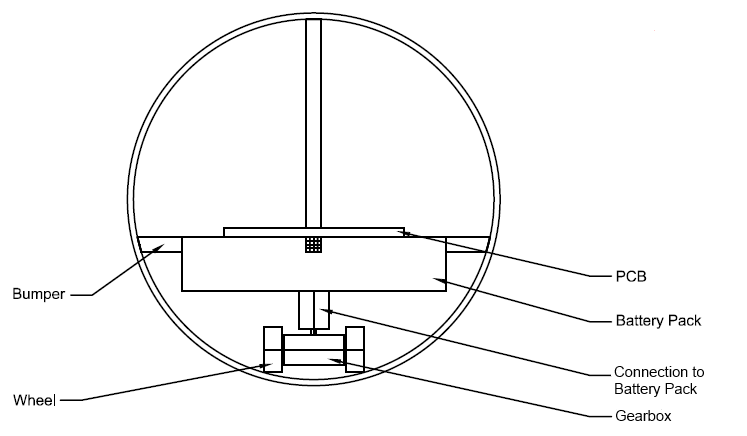 PCB
Bumper
Battery Pack
Connection to
Battery Pack
Wheel
Gearbox